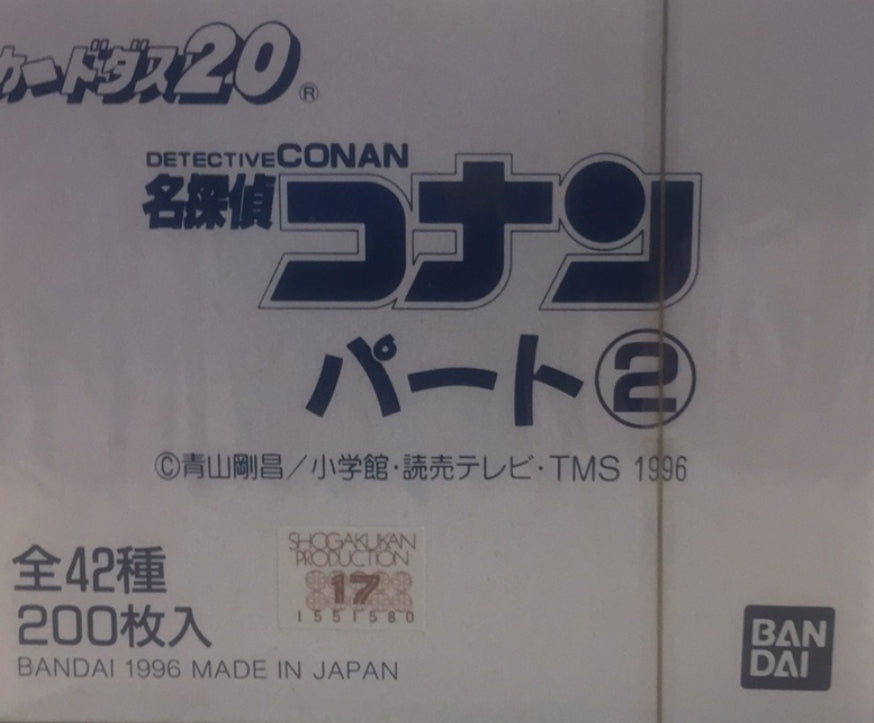 カードダス20®
DETECTIVE CONAN
名探偵コナン
パート②
©青山剛昌/小学館・読売テレビ・TMS 1996
SHOGAKUKAN
PRODUCTION
17
1551580
全42種
200枚入
BANDAI 1996 MADE IN JAPAN
BAN
DAI